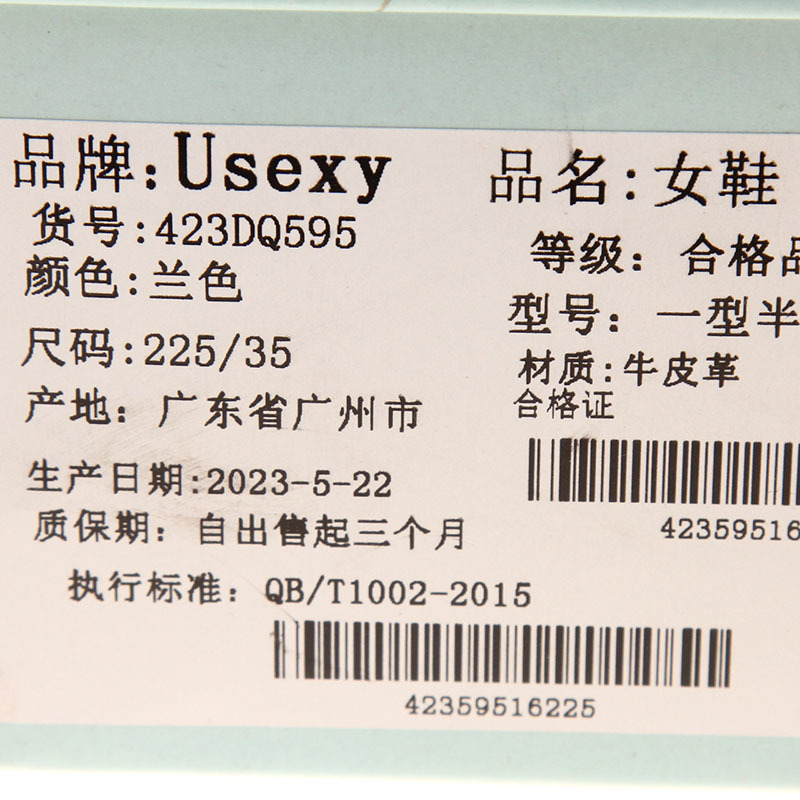 品牌:Usexy
货号:423DQ595
颜色:兰色
尺码:225/35
产地：广东省广州市
生产日期:2023-5-22
质保期：自出售起三个月
执行标准：QB/T1002-2015
42359516225
品名:女鞋
等级：合格品
型号：一型半
材质:牛皮革
合格证
42359516